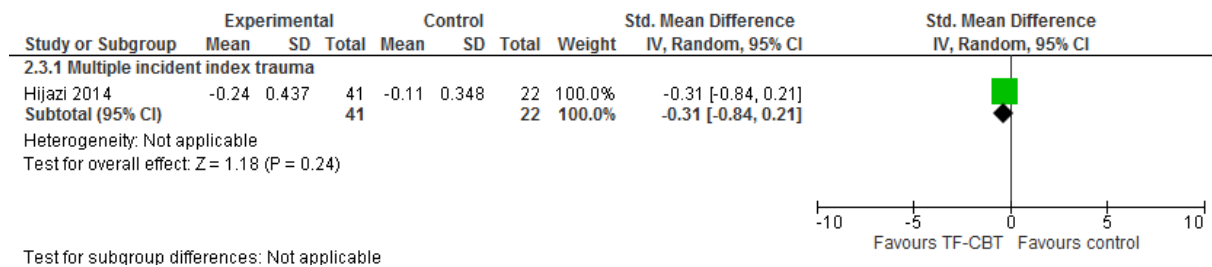 Experimental Control Std. Mean Difference Std. Mean Difference
Study or Subgroup Mean SD Total Mean SD Total Weight IV, Random, 95% CI IV, Random, 95% CI
2.3.1 Multiple incident index trauma
Hijazi 2014 -0.24 0.437 41 -0.11 0.348 22 100.0% -0.31 [-0.84, 0.21]
Subtotal (95% CI) 41 22 100.0% -0.31 [-0.84, 0.21]
Heterogeneity: Not applicable
Test for overall effect: Z = 1.18 (P = 0.24)
-10 -5 0 5 10
Favours TF-CBT Favours control
Test for subgroup differences: Not applicable